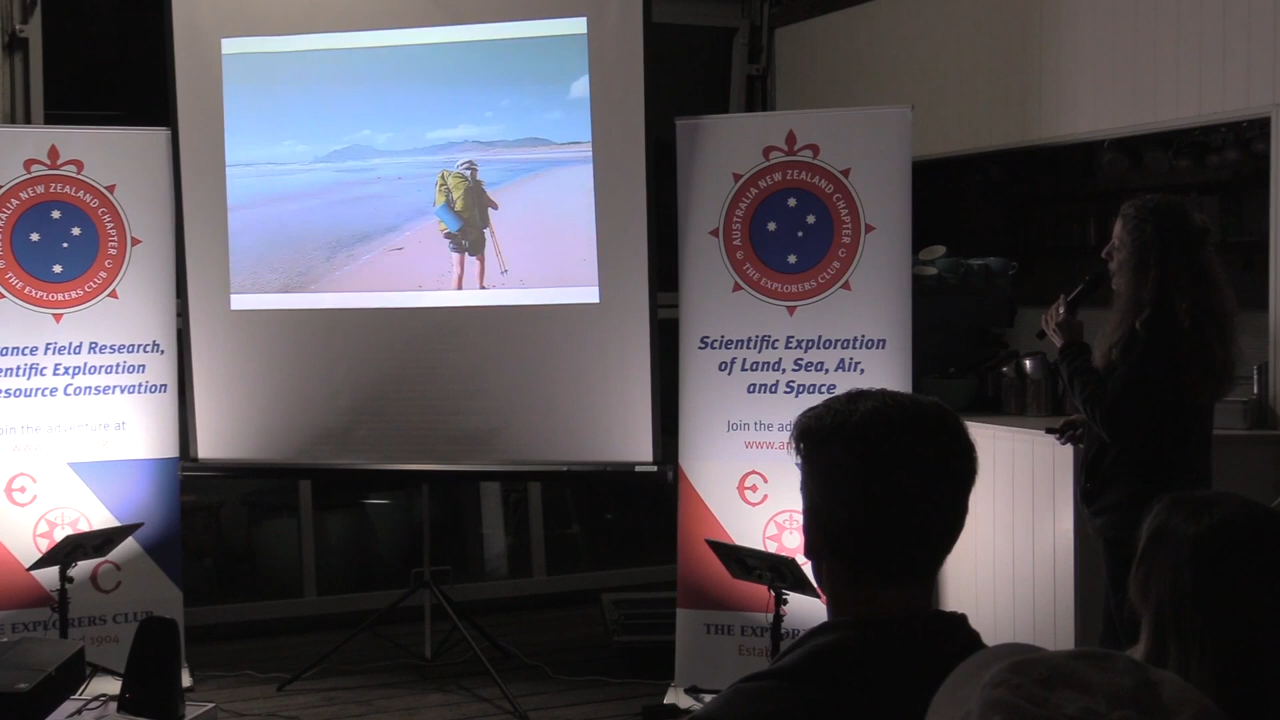 AUSTRALIA NEW ZEALAND CHAPTER
THE EXPLORERS CLUB
ance Field Research,
entific Exploration
esource Conservation
oin the adventure at
E
C
E EXPLORERS CLUB
1904
AUSTRALIA NEW ZEALAND CHAPTER
THE EXPLORERS CLUB
Scientific Exploration
of Land, Sea, Air,
and Space
Join the ad
www.an
E
THE EXPLOR
Estab